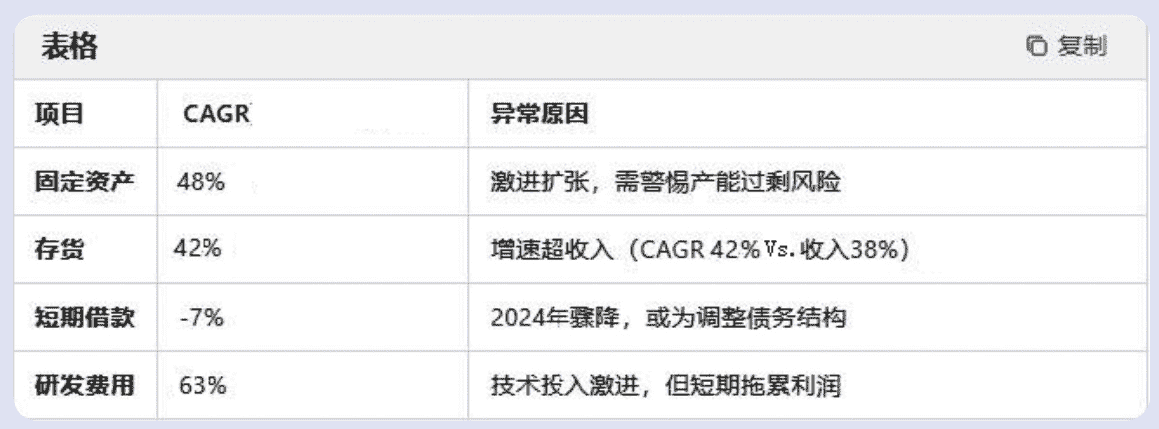 表格 复制
项目 CAGR 异常原因
固定资产 48% 激进扩张，需警惕产能过剩风险
存货 42% 增速超收入（CAGR 42% Vs. 收入38%）
短期借款 -7% 2024年骤降，或为调整债务结构
研发费用 63% 技术投入激进，但短期拖累利润